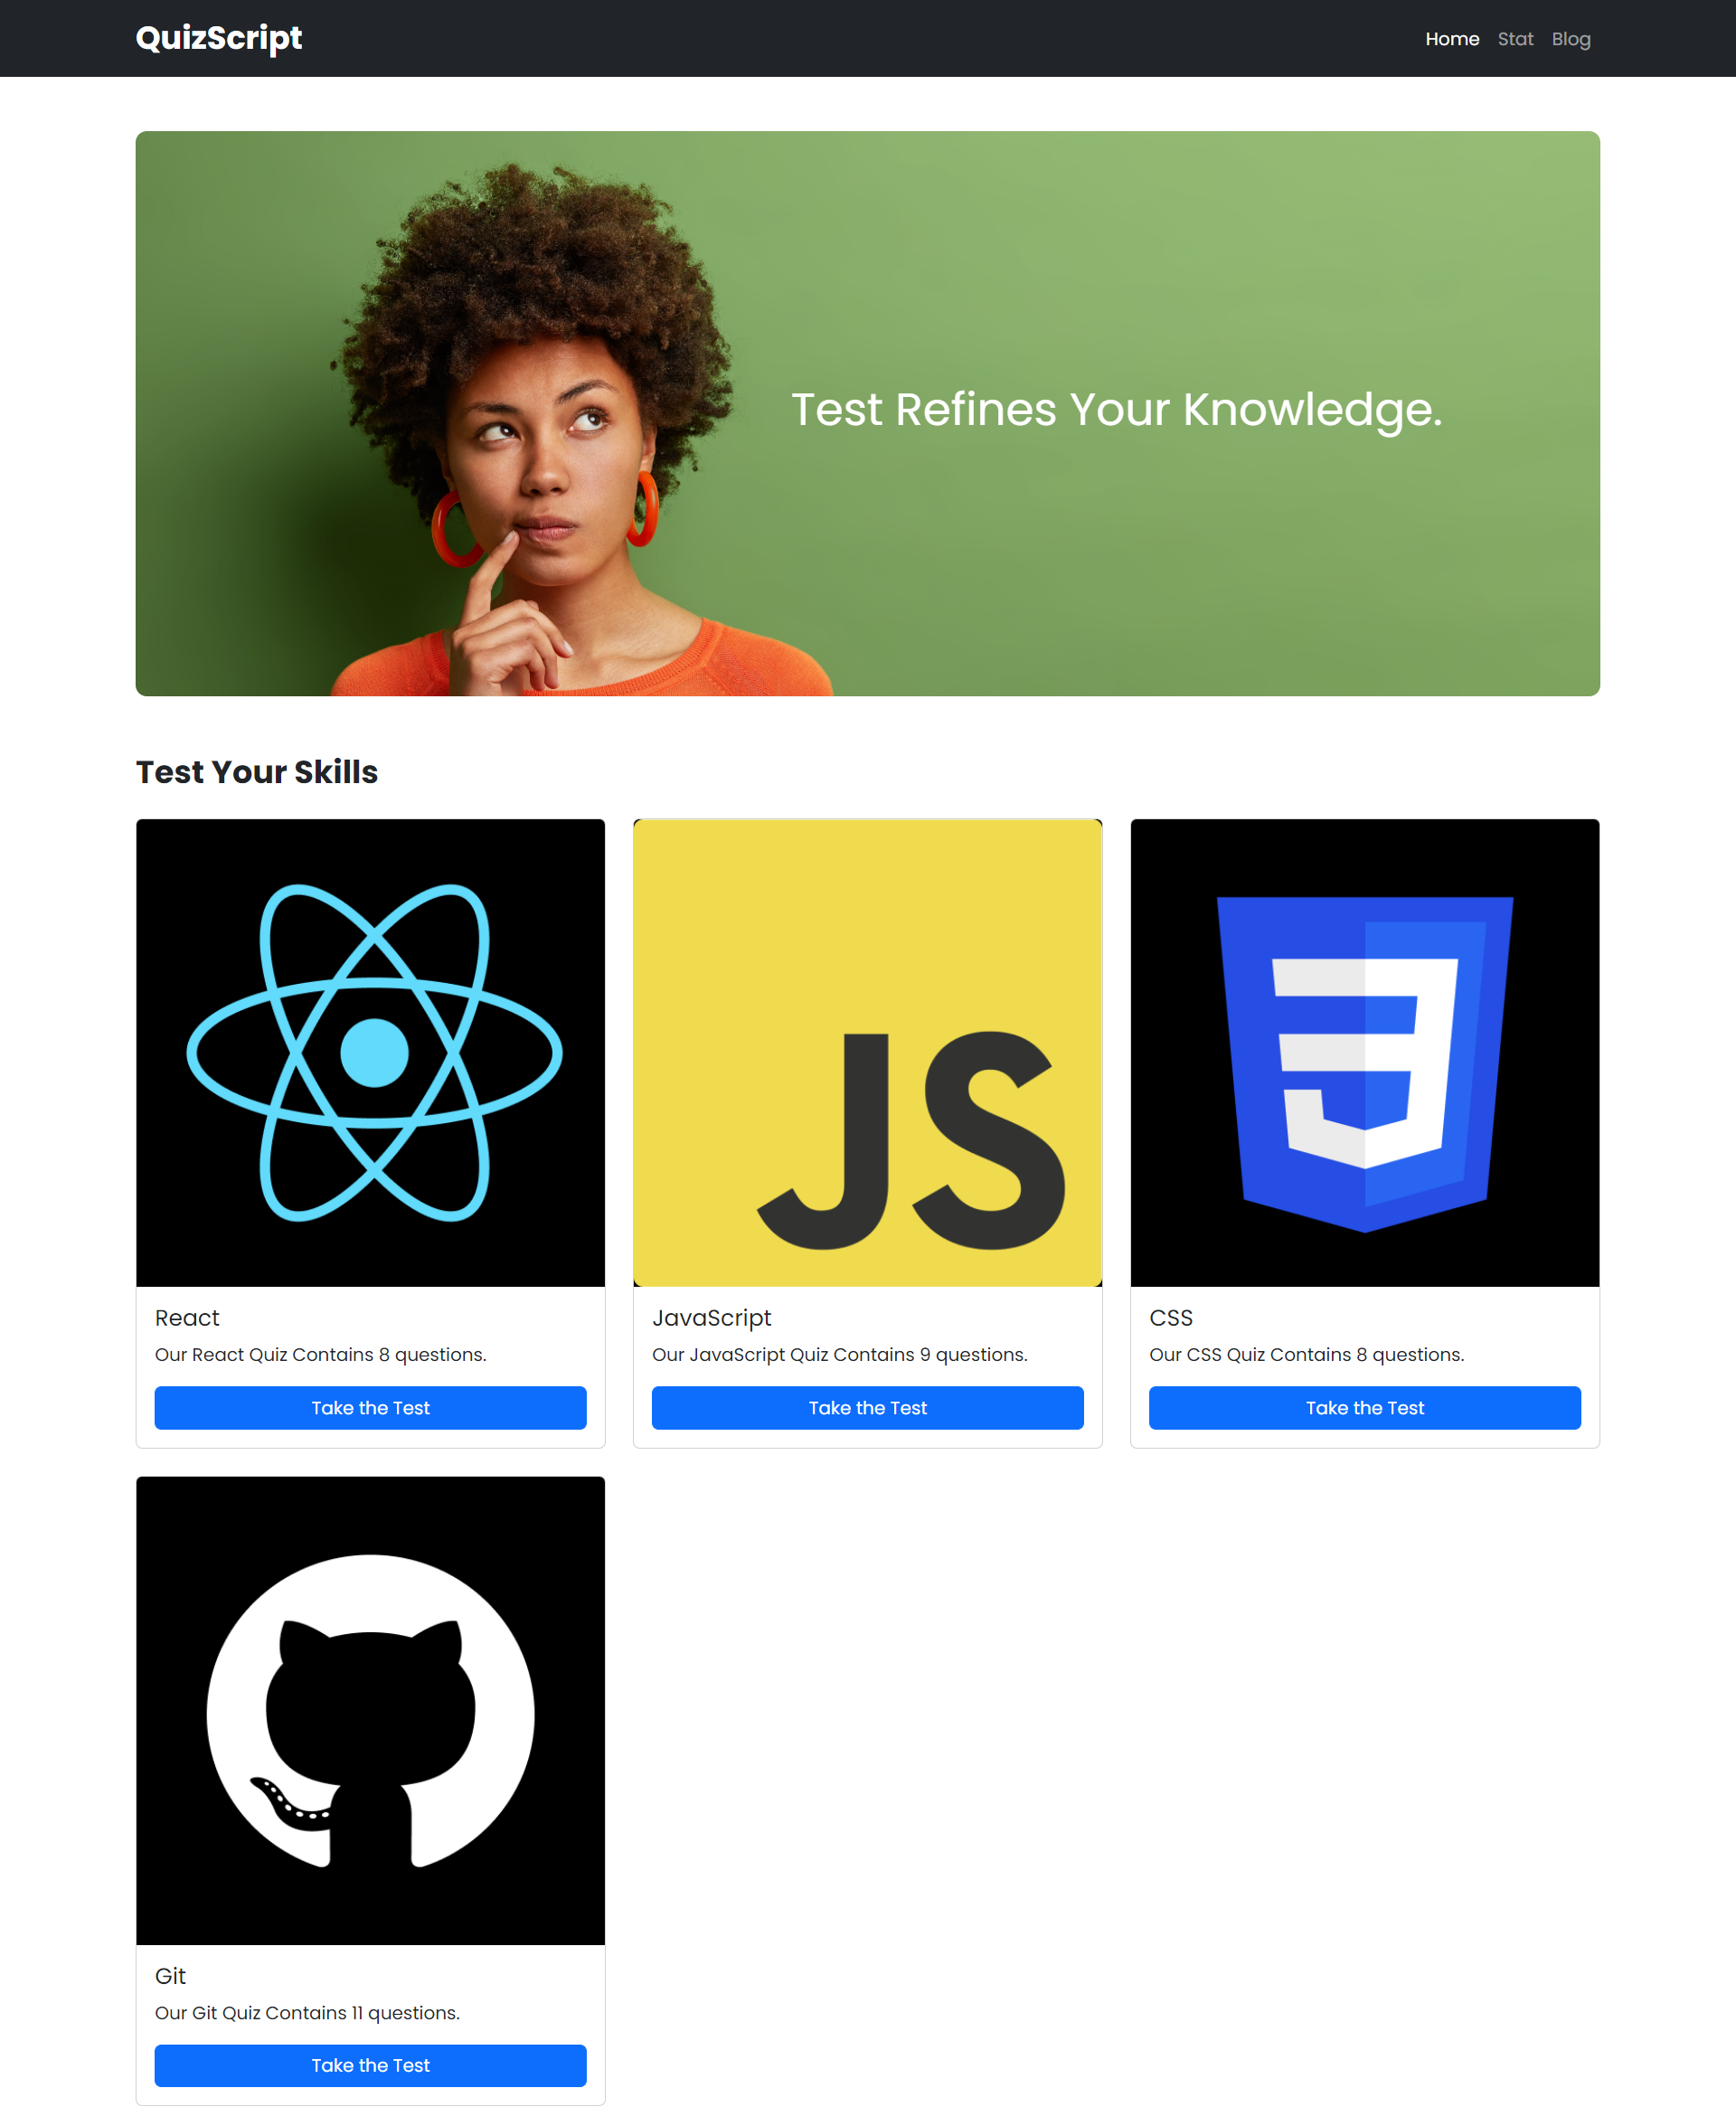 QuizScript
Home Stat Blog
Test Refines Your Knowledge.
Test Your Skills
JS
React
Our React Quiz Contains 8 questions.
Take the Test
JavaScript
Our JavaScript Quiz Contains 9 questions.
Take the Test
CSS
Our CSS Quiz Contains 8 questions.
Take the Test
Git
Our Git Quiz Contains 11 questions.
Take the Test